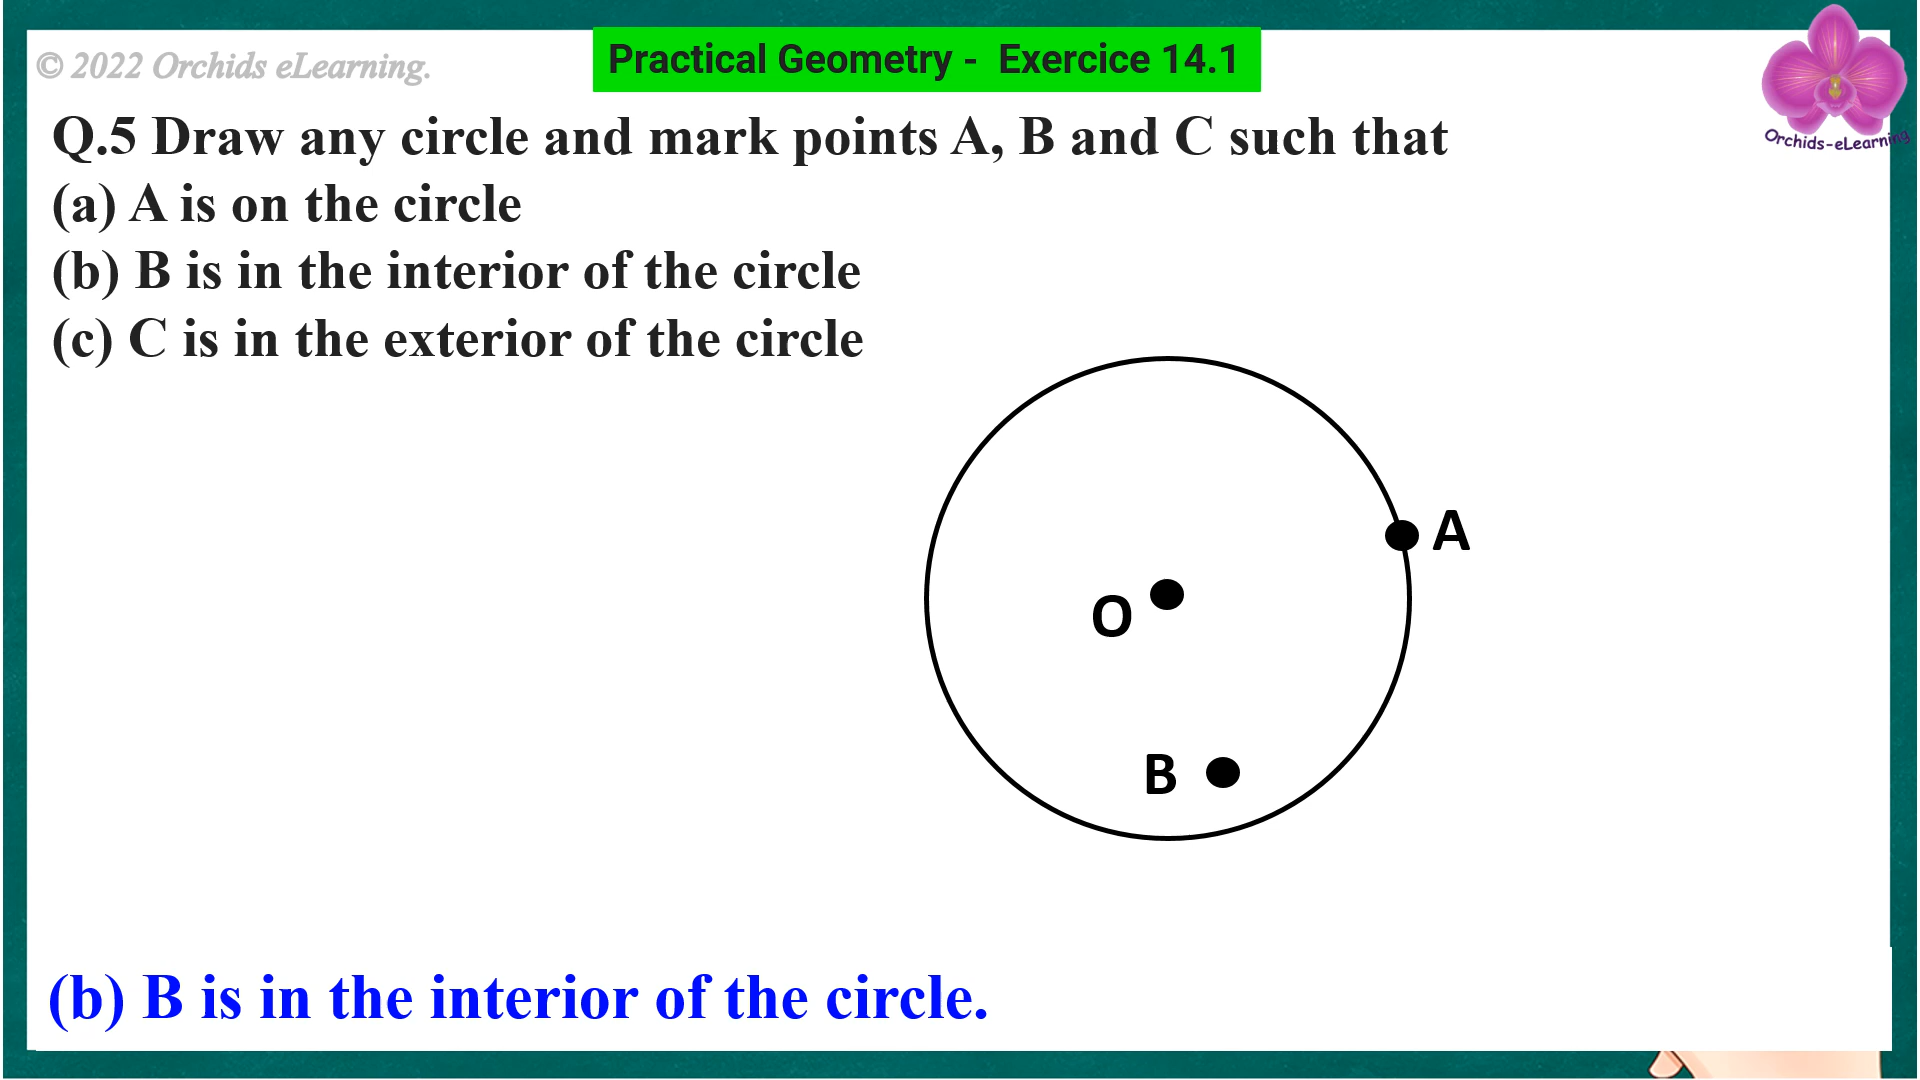 © 2022 Orchids eLearning.
Practical Geometry - Exercice 14.1
Orchids-eLearning
Q.5 Draw any circle and mark points A, B and C such that
(a) A is on the circle
(b) B is in the interior of the circle
(c) C is in the exterior of the circle
A
O
B
(b) B is in the interior of the circle.